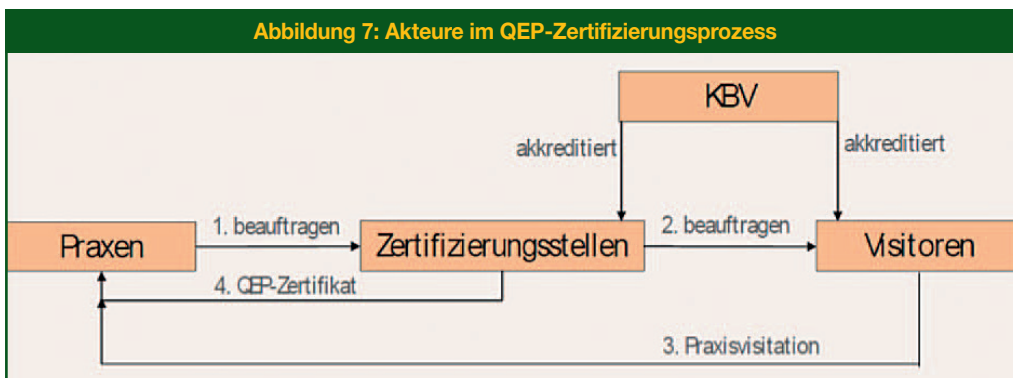 Abbildung 7: Akteure im QEP-Zertifizierungsprozess
KBV
akkreditiert
akkreditiert
Praxen
1. beauftragen
Zertifizierungsstellen
2. beauftragen
Visitoren
4. QEP-Zertifikat
3. Praxisvisitation